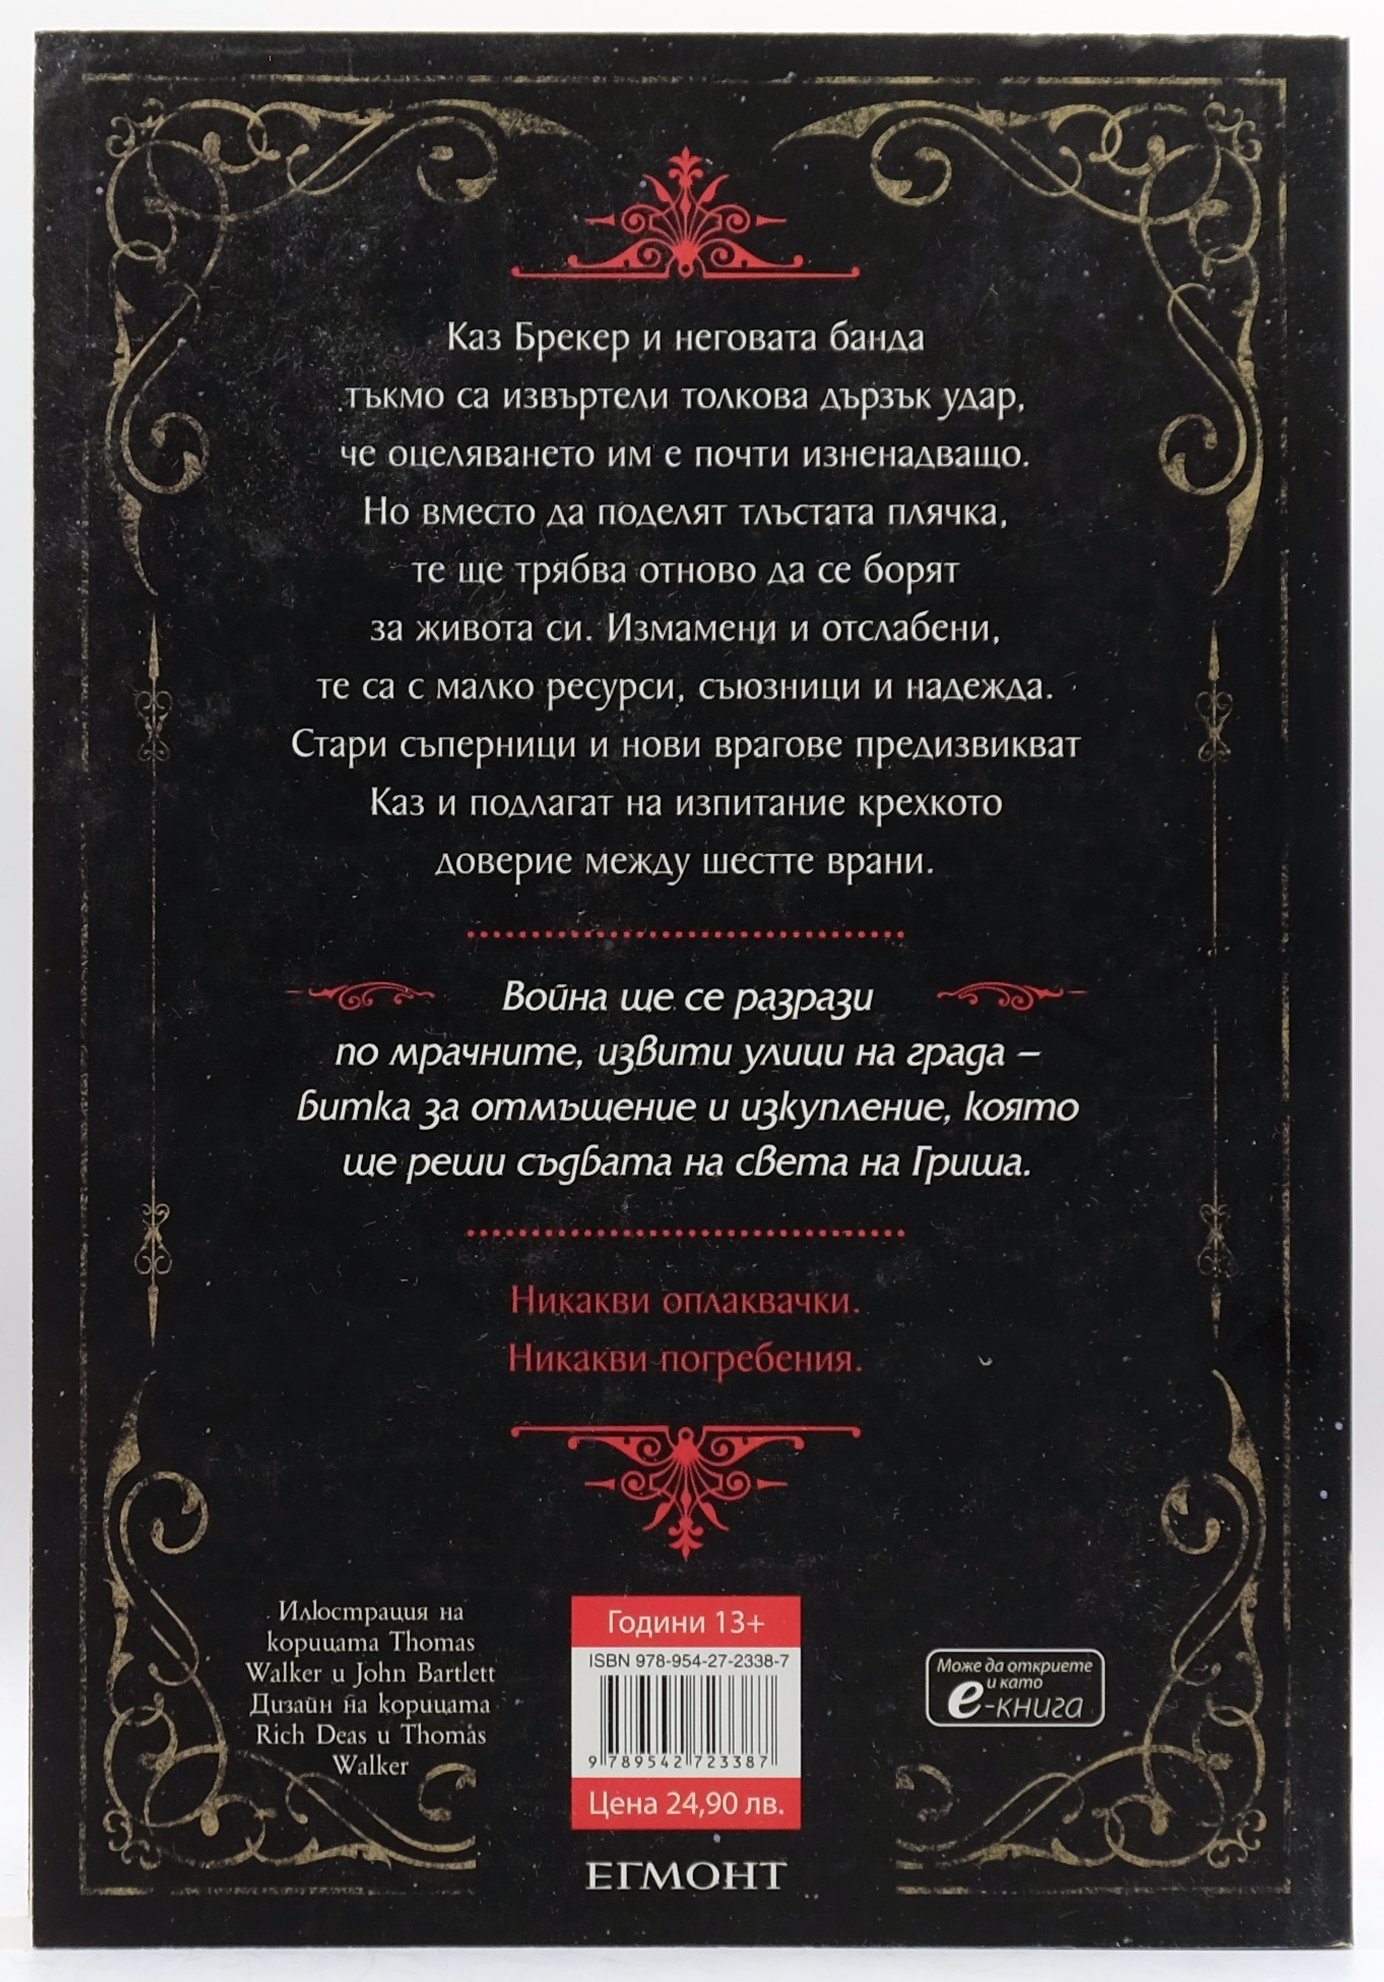 Каз Брекер и неговата банда
тъкмо са извъртели толкова дързък удар,
че оцеляването им е почти изненадващо.
Но вместо да поделят тлъстата плячка,
те ще трябва отново да се борят
за живота си. Измамени и отслабени,
те са с малко ресурси, съюзници и надежда.
Стари съперници и нови врагове предизвикват
Каз и подлагат на изпитание крехкото
доверие между шестте врани.
Война ще се разрази
по мрачните, извити улици на града –
битка за отмъщение и изкупление, която
ще реши съдбата на света на Гриша.
Никакви оплаквачки.
Никакви погребения.
Илюстрация на
корицата Thomas
Walker и John Bartlett
Дизайн на корицата
Rich Deas и Thomas
Walker
Години 13+
ISBN 978-954-27-2338-7
9 789542 723387
Цена 24,90 лв.
Може да откриете
и като
е-книга
ЕГМОНТ